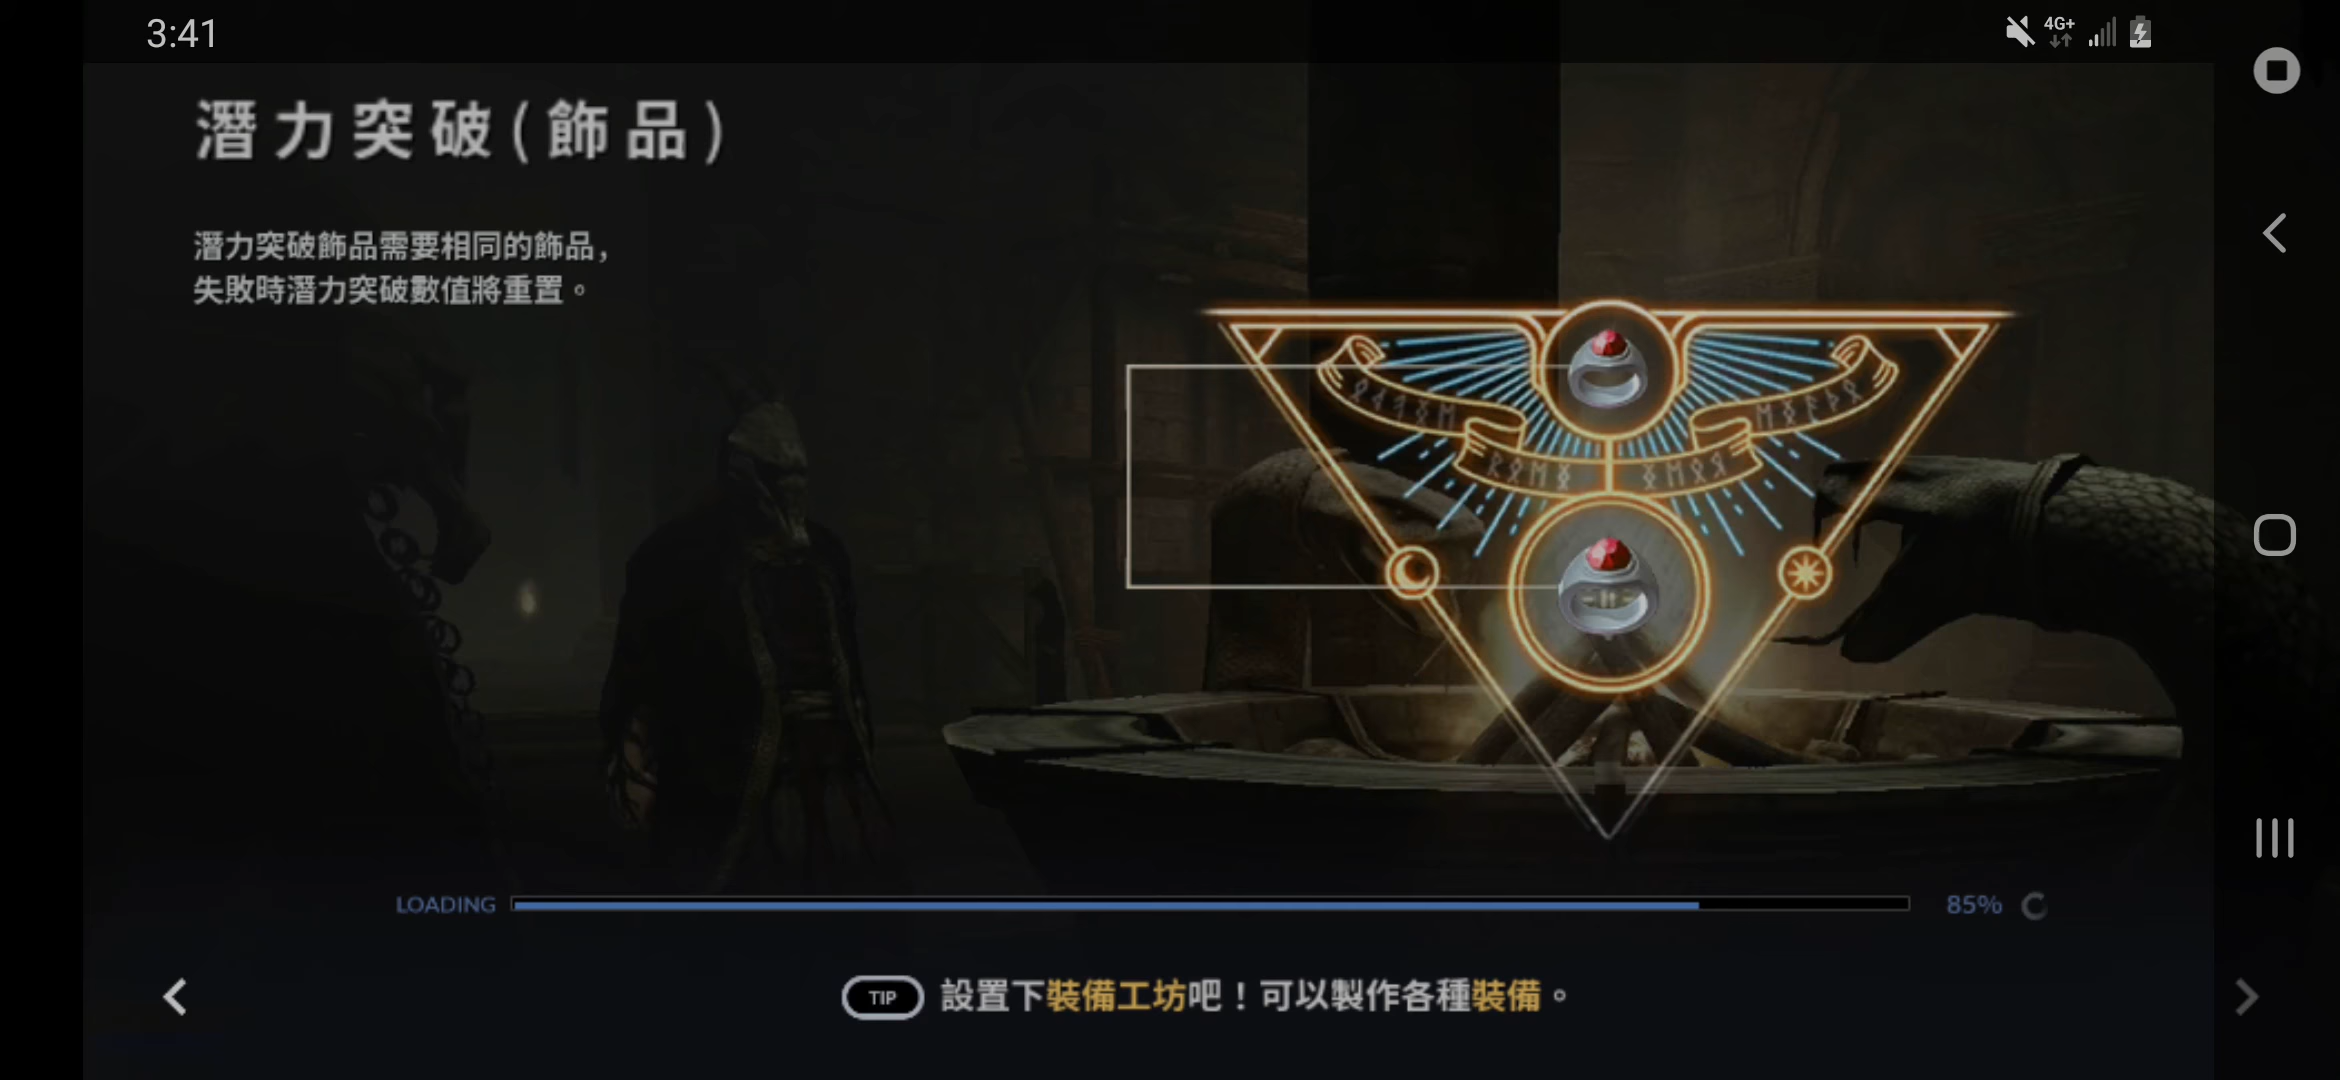 3:41
4G+
潛力突破(飾品)
潛力突破飾品需要相同的飾品，
失敗時潛力突破數值將重置。
LOADING
85%
TIP 設置下裝備工坊吧！可以製作各種裝備。